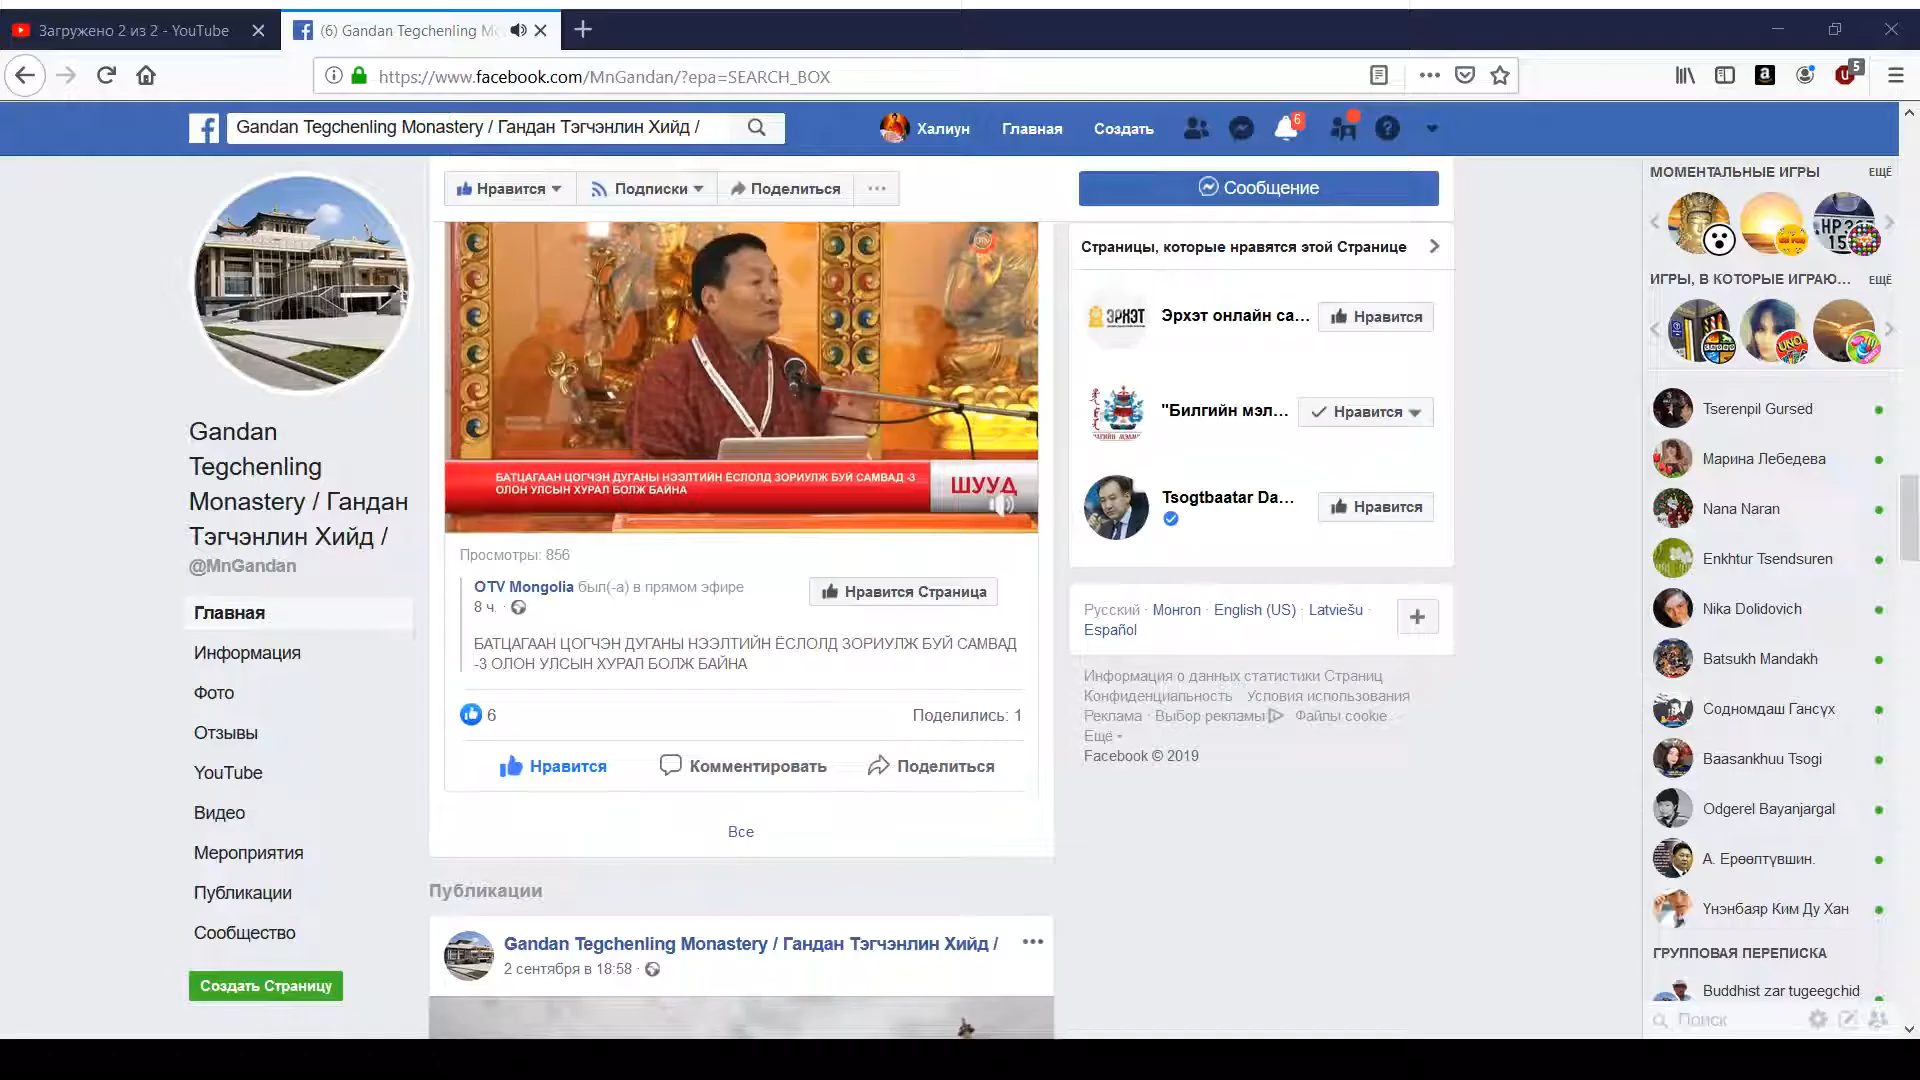 Загружено 2 из 2 - YouTube
(6) Gandan Tegchenling Mo
https://www.facebook.com/MnGandan/?epa=SEARCH_BOX
5
Gandan Tegchenling Monastery / Гандан Тэгчэнлин Хийд /
Халиун
Главная
Создать
6
Нравится
Подписки
Поделиться
Сообщение
Gandan
Tegchenling
Monastery / Гандан
Тэгчэнлин Хийд /
@MnGandan
Главная
Информация
Фото
Отзывы
YouTube
Видео
Мероприятия
Публикации
Сообщество
Создать Страницу
БАТЦАГААН ЦОГЧЭН ДУГАНЫ НЭЭЛТИЙН ЁСЛОЛД ЗОРИУЛЖ БУЙ САМВАД -3
ОЛОН УЛСЫН ХУРАЛ БОЛЖ БАЙНА
ШУУД
Просмотры: 856
OTV Mongolia был(-а) в прямом эфире
8 ч.
Нравится Страница
БАТЦАГААН ЦОГЧЭН ДУГАНЫ НЭЭЛТИЙН ЁСЛОЛД ЗОРИУЛЖ БУЙ САМВАД
-3 ОЛОН УЛСЫН ХУРАЛ БОЛЖ БАЙНА
6
Поделились: 1
Нравится
Комментировать
Поделиться
Все
Публикации
Gandan Tegchenling Monastery / Гандан Тэгчэнлин Хийд /
2 сентября в 18:58
Страницы, которые нравятся этой Странице
ЭРХЭТ
Эрхэт онлайн са...
Нравится
"Билгийн мэл...
Нравится
Tsogtbaatar Da...
Нравится
Русский · Монгол · English (US) · Latviešu ·
Español
Информация о данных статистики Страниц
Конфиденциальность · Условия использования
Реклама · Выбор рекламы · Файлы cookie ·
Ещё
Facebook © 2019
МОМЕНТАЛЬНЫЕ ИГРЫ
ЕЩЁ
ИГРЫ, В КОТОРЫЕ ИГРАЮ...
ЕЩЁ
UNO
Tserenpil Gursed
Марина Лебедева
Nana Naran
Enkhtur Tsendsuren
Nika Dolidovich
Batsukh Mandakh
Содномдаш Гансүх
Baasankhuu Tsogi
Odgerel Bayanjargal
А. Ерөөлтүвшин.
Үнэнбаяр Ким Ду Хан
ГРУППОВАЯ ПЕРЕПИСКА
Buddhist zar tugeegchid
Поиск